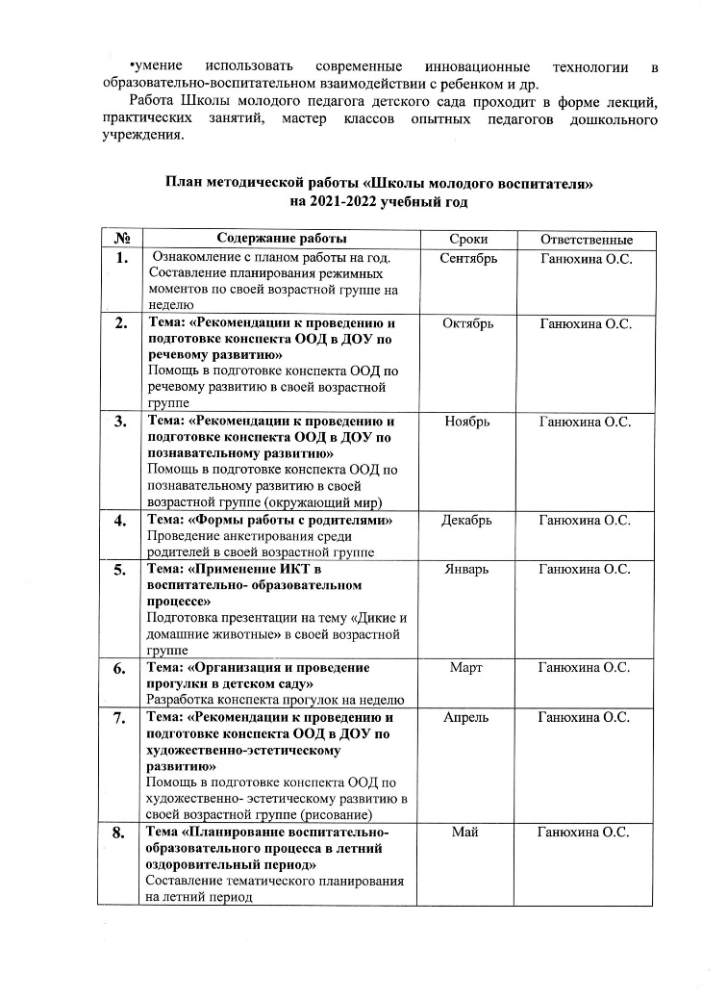 •умение использовать современные инновационные технологии в
образовательно-воспитательном взаимодействии с ребенком и др.
Работа Школы молодого педагога детского сада проходит в форме лекций,
практических занятий, мастер классов опытных педагогов дошкольного
учреждения.
План методической работы «Школы молодого воспитателя»
на 2021-2022 учебный год
№ Содержание работы Сроки Ответственные
1. Ознакомление с планом работы на год. Сентябрь Ганюхина О.С.
Составление планирования режимных
моментов по своей возрастной группе на
неделю
2. Тема: «Рекомендации к проведению и Октябрь Ганюхина О.С.
подготовке конспекта ООД в ДОУ по
речевому развитию»
Помощь в подготовке конспекта ООД по
речевому развитию в своей возрастной
группе
3. Тема: «Рекомендации к проведению и Ноябрь Ганюхина О.С.
подготовке конспекта ООД в ДОУ по
познавательному развитию»
Помощь в подготовке конспекта ООД по
познавательному развитию в своей
возрастной группе (окружающий мир)
4. Тема: «Формы работы с родителями» Декабрь Ганюхина О.С.
Проведение анкетирования среди
родителей в своей возрастной группе
5. Тема: «Применение ИКТ в Январь Ганюхина О.С.
воспитательно- образовательном
процессе»
Подготовка презентации на тему «Дикие и
домашние животные» в своей возрастной
группе
6. Тема: «Организация и проведение Март Ганюхина О.С.
прогулки в детском саду»
Разработка конспекта прогулок на неделю
7. Тема: «Рекомендации к проведению и Апрель Ганюхина О.С.
подготовке конспекта ООД в ДОУ по
художественно-эстетическому
развитию»
Помощь в подготовке конспекта ООД по
художественно- эстетическому развитию в
своей возрастной группе (рисование)
8. Тема «Планирование воспитательно- Май Ганюхина О.С.
образовательного процесса в летний
оздоровительный период»
Составление тематического планирования
на летний период